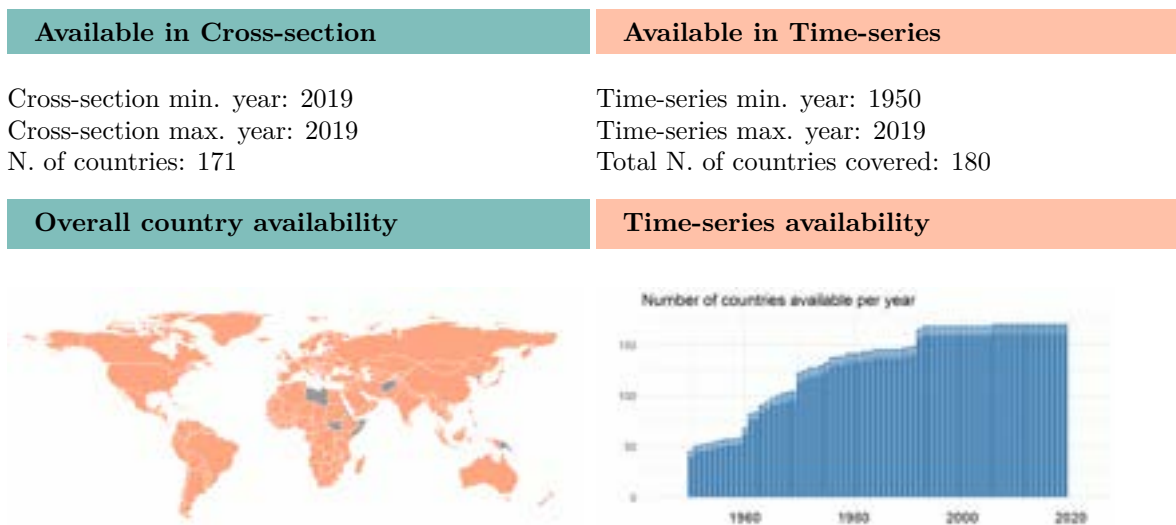 Available in Cross-section
Available in Time-series
Cross-section min. year: 2019
Cross-section max. year: 2019
N. of countries: 171
Time-series min. year: 1950
Time-series max. year: 2019
Total N. of countries covered: 180
Overall country availability
Time-series availability
Number of countries available per year
150
100
50
0
1960 1980 2000 2020